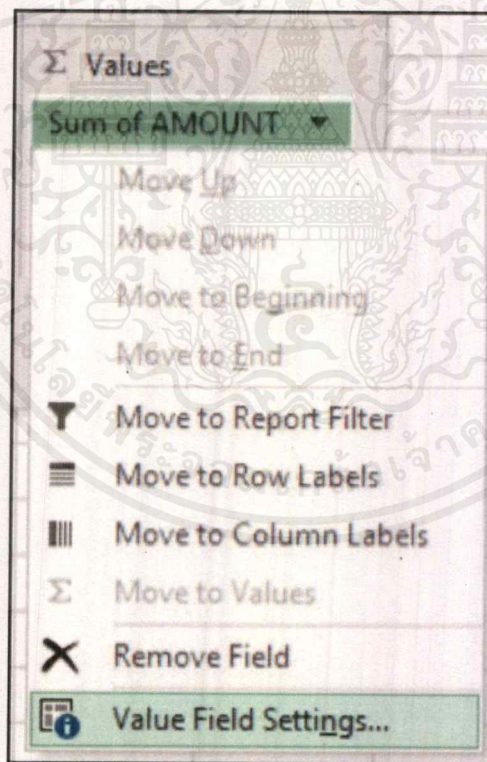 Σ Values
Sum of AMOUNT
Move Up
Move Down
Move to Beginning
Move to End
Move to Report Filter
Move to Row Labels
Move to Column Labels
Σ Move to Values
Remove Field
Value Field Settings...